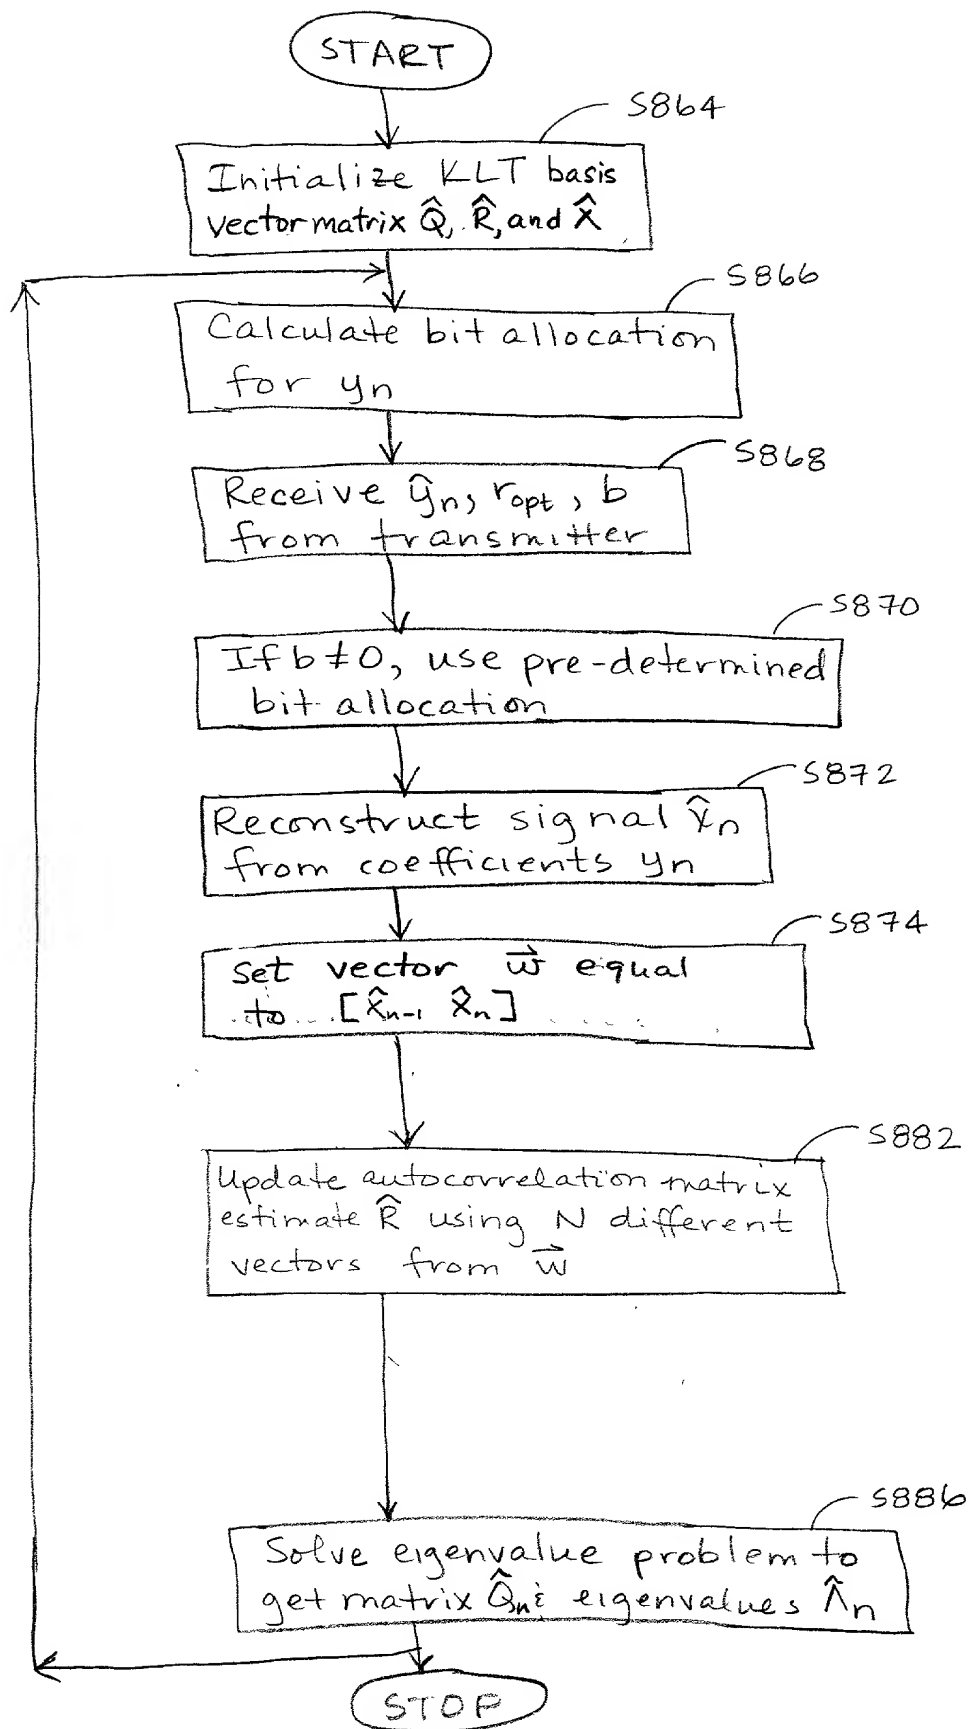 START
S864
Initialize KLT basis
vector matrix Q̂, R̂, and X̂
S866
Calculate bit allocation
for yn
S868
Receive ŷn, ropt, b
from transmitter
S870
If b ≠ 0, use pre-determined
bit allocation
S872
Reconstruct signal x̂n
from coefficients yn
S874
Set vector w⃗ equal
to [x̂n-1 x̂n]
S882
Update autocorrelation matrix
estimate R̂ using N different
vectors from w⃗
S886
Solve eigenvalue problem to
get matrix Q̂n & eigenvalues Λ̂n
STOP